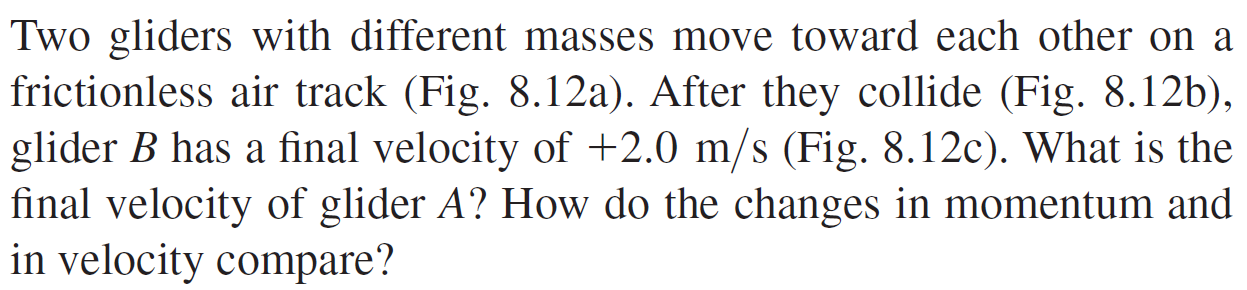 Two gliders with different masses move toward each other on a
frictionless air track (Fig. 8.12a). After they collide (Fig. 8.12b),
glider B has a final velocity of +2.0 m/s (Fig. 8.12c). What is the
final velocity of glider A? How do the changes in momentum and
in velocity compare?